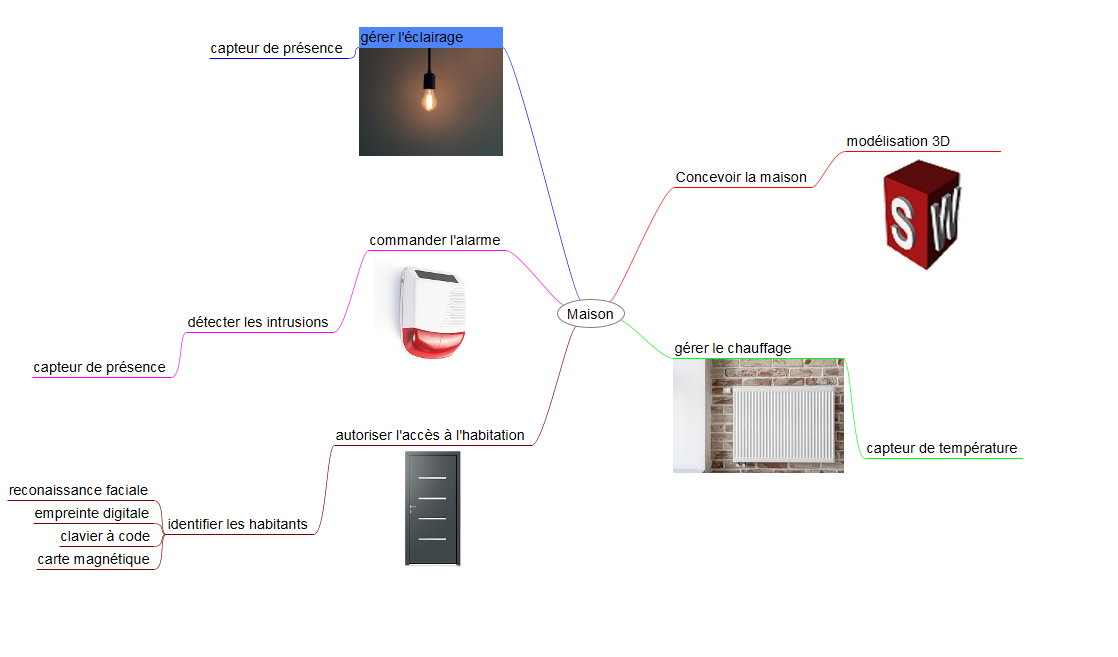 gérer l'éclairage
capteur de présence
modélisation 3D
Concevoir la maison
SW
commander l'alarme
détecter les intrusions
capteur de présence
Maison
gérer le chauffage
capteur de température
autoriser l'accès à l'habitation
reconaissance faciale
empreinte digitale
identifier les habitants
clavier à code
carte magnétique